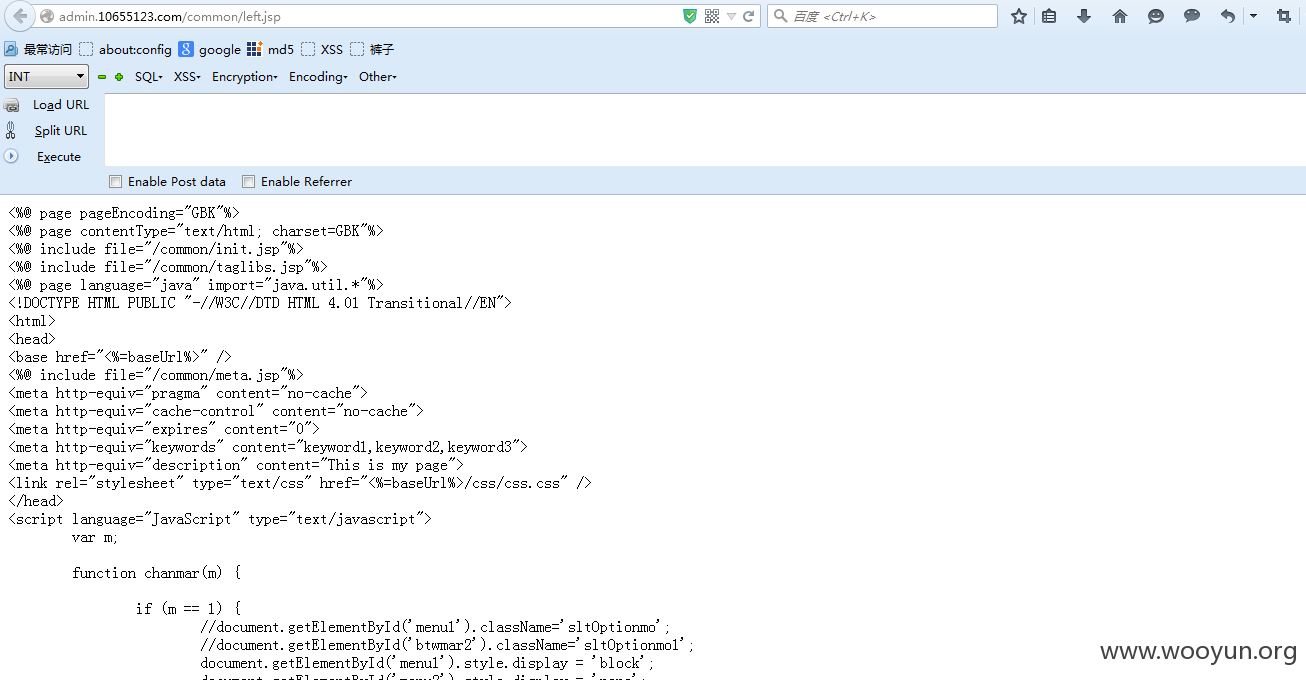 admin.10655123.com/common/left.jsp
百度 <Ctrl+K>
最常访问 about:config google md5 XSS 裤子
INT SQL XSS Encryption Encoding Other
Load URL
Split URL
Execute
Enable Post data Enable Referrer
<%@ page pageEncoding="GBK"%>
<%@ page contentType="text/html; charset=GBK"%>
<%@ include file="/common/init.jsp"%>
<%@ include file="/common/taglibs.jsp"%>
<%@ page language="java" import="java.util.*"%>
<!DOCTYPE HTML PUBLIC "-//W3C//DTD HTML 4.01 Transitional//EN">
<html>
<head>
<base href="<%=baseUrl%>" />
<%@ include file="/common/meta.jsp"%>
<meta http-equiv="pragma" content="no-cache">
<meta http-equiv="cache-control" content="no-cache">
<meta http-equiv="expires" content="0">
<meta http-equiv="keywords" content="keyword1,keyword2,keyword3">
<meta http-equiv="description" content="This is my page">
<link rel="stylesheet" type="text/css" href="<%=baseUrl%>/css/css.css" />
</head>
<script language="JavaScript" type="text/javascript">
var m;
function chanmar(m) {
if (m == 1) {
//document.getElementById('menu1').className='sltOptionmo';
//document.getElementById('btwmar2').className='sltOptionmo1';
document.getElementById('menu1').style.display = 'block';
www.wooyun.org